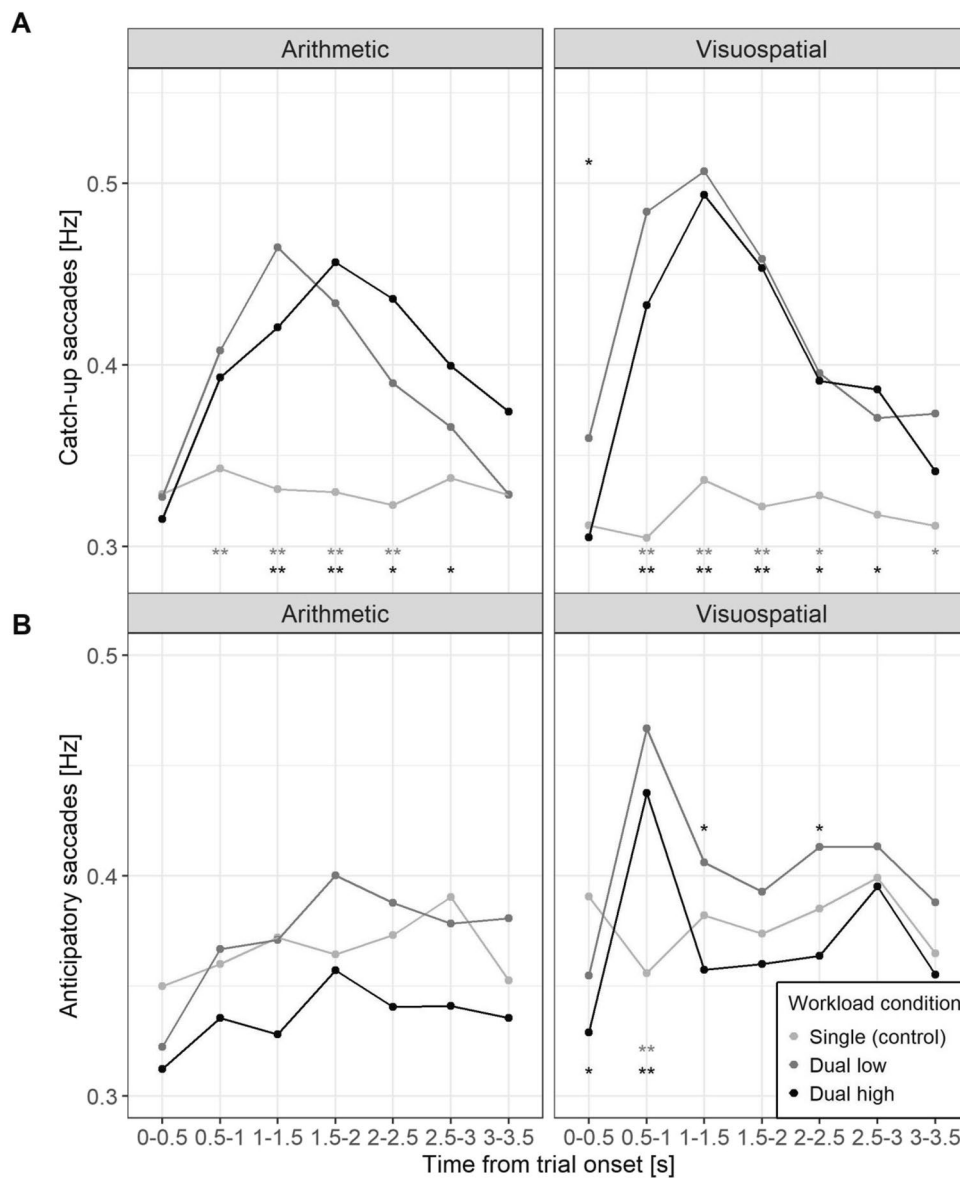 A
Arithmetic
Visuospatial
Catch-up saccades [Hz]
0.5
0.4
0.3
*
** ** ** **
** ** * *
** ** ** * *
** ** ** * *
B
Arithmetic
Visuospatial
Anticipatory saccades [Hz]
0.5
0.4
0.3
* *
**
* **
Workload condition
Single (control)
Dual low
Dual high
0-0.5 0.5-1 1-1.5 1.5-2 2-2.5 2.5-3 3-3.5
0-0.5 0.5-1 1-1.5 1.5-2 2-2.5 2.5-3 3-3.5
Time from trial onset [s]